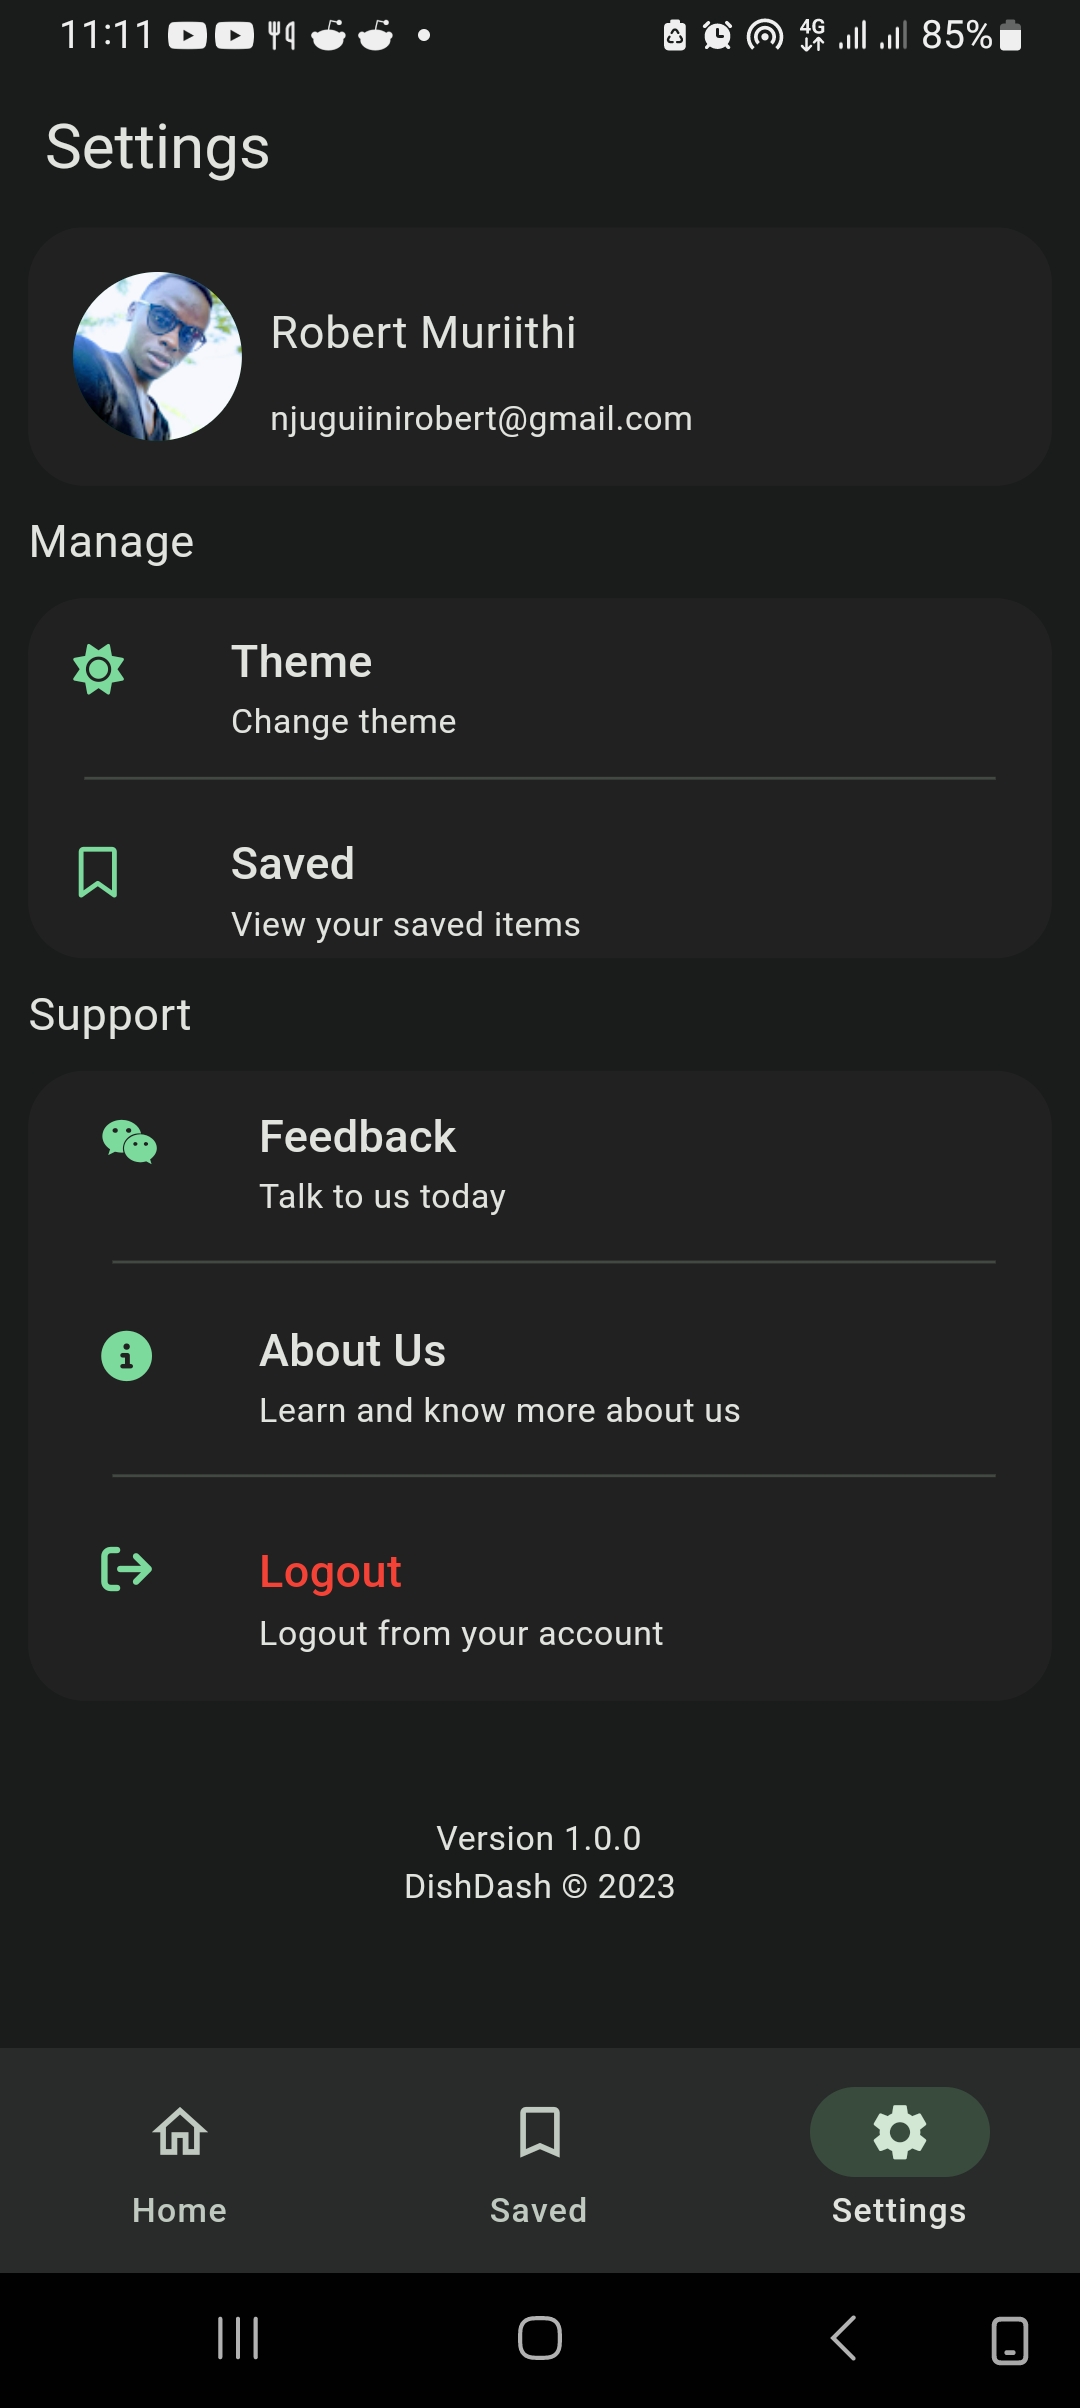 11:11
4G
85%
Settings
Robert Muriithi
njuguiinirobert@gmail.com
Manage
Theme
Change theme
Saved
View your saved items
Support
Feedback
Talk to us today
About Us
Learn and know more about us
Logout
Logout from your account
Version 1.0.0
DishDash © 2023
Home
Saved
Settings